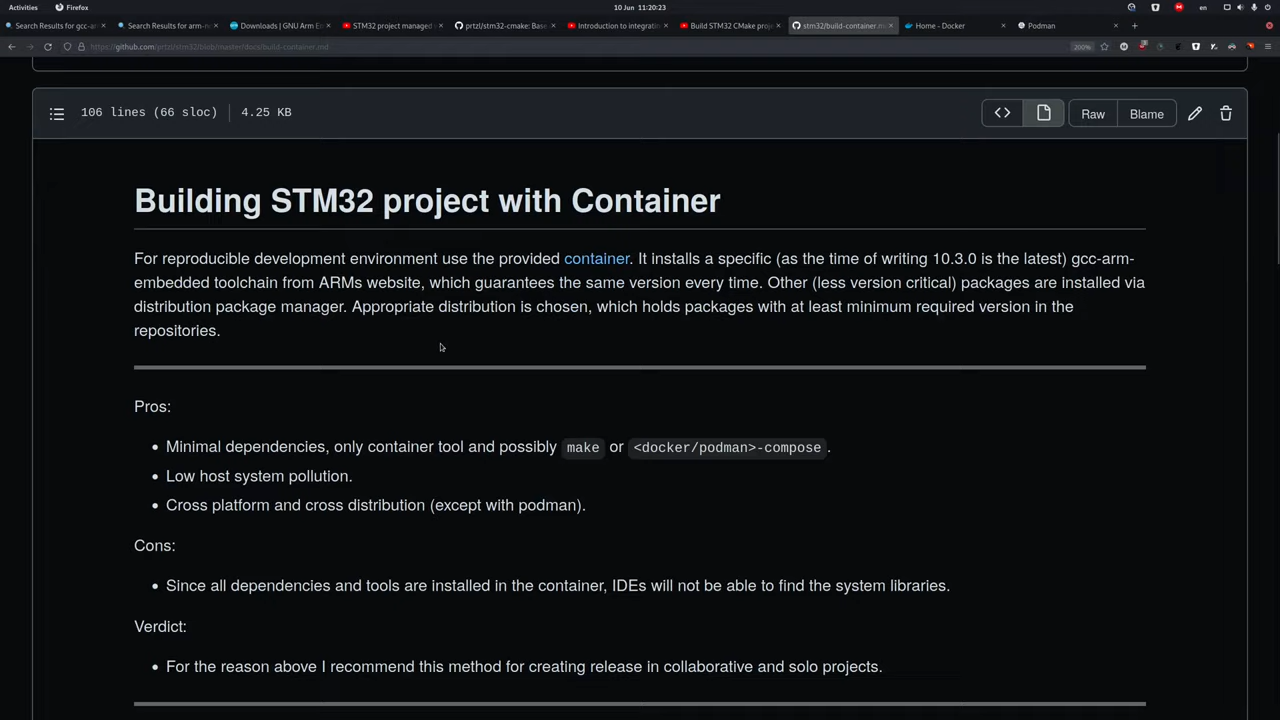 Activities
Firefox
10 Jun 11:20:23
en
Search Results for gcc-ar
Search Results for arm-n
Downloads | GNU Arm E
STM32 project managed
prtzl/stm32-cmake: Base
Introduction to integratin
Build STM32 CMake proj
stm32/build-container.m
Home - Docker
Podman
https://github.com/prtzl/stm32/blob/master/docs/build-container.md
200%
106 lines (66 sloc)
4.25 KB
Raw
Blame
Building STM32 project with Container
For reproducible development environment use the provided container. It installs a specific (as the time of writing 10.3.0 is the latest) gcc-arm-
embedded toolchain from ARMs website, which guarantees the same version every time. Other (less version critical) packages are installed via
distribution package manager. Appropriate distribution is chosen, which holds packages with at least minimum required version in the
repositories.
Pros:
• Minimal dependencies, only container tool and possibly make or <docker/podman>-compose.
• Low host system pollution.
• Cross platform and cross distribution (except with podman).
Cons:
• Since all dependencies and tools are installed in the container, IDEs will not be able to find the system libraries.
Verdict:
• For the reason above I recommend this method for creating release in collaborative and solo projects.